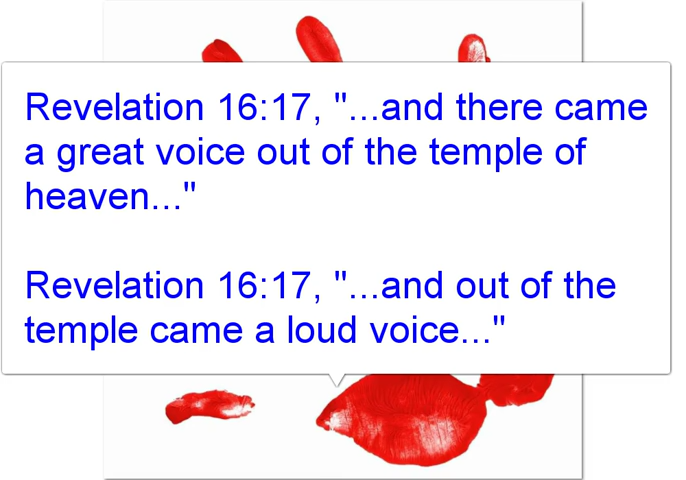 Revelation 16:17, "...and there came
a great voice out of the temple of
heaven..."
Revelation 16:17, "...and out of the
temple came a loud voice..."